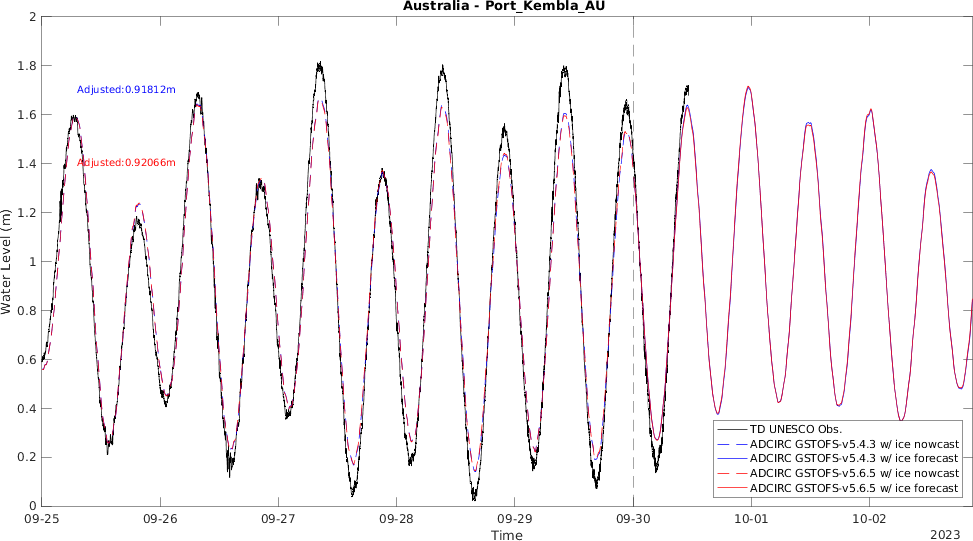 Australia - Port_Kembla_AU
2
1.8
1.6
1.4
1.2
1
0.8
0.6
0.4
0.2
0
Water Level (m)
Adjusted:0.91812m
Adjusted:0.92066m
TD UNESCO Obs.
ADCIRC GSTOFS-v5.4.3 w/ ice nowcast
ADCIRC GSTOFS-v5.4.3 w/ ice forecast
ADCIRC GSTOFS-v5.6.5 w/ ice nowcast
ADCIRC GSTOFS-v5.6.5 w/ ice forecast
09-25 09-26 09-27 09-28 09-29 09-30 10-01 10-02
Time
2023